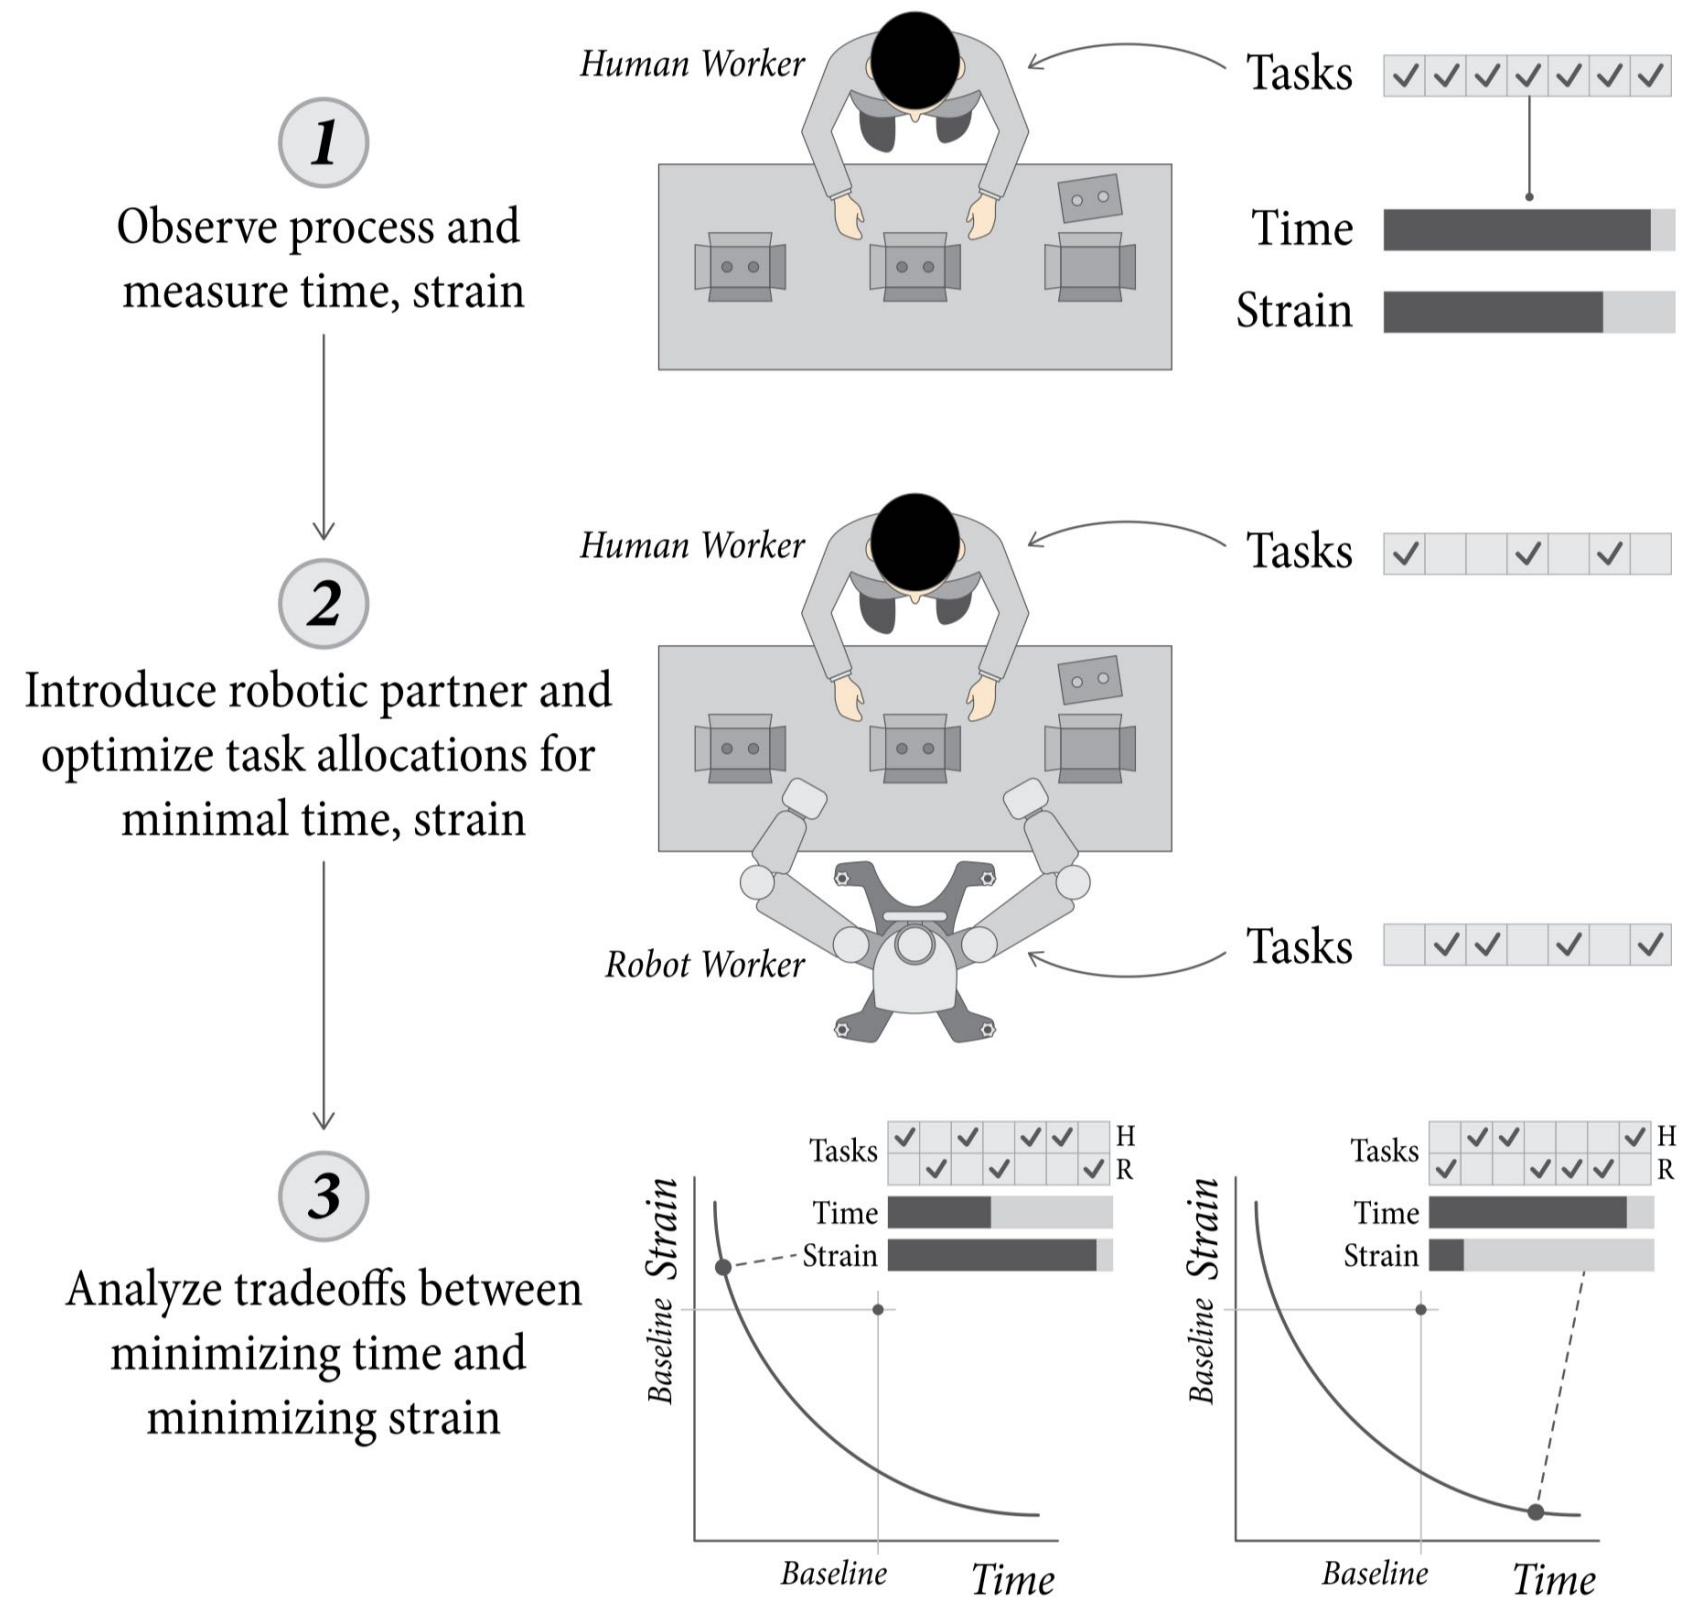 1
Observe process and
measure time, strain
Human Worker
Tasks
Time
Strain
2
Introduce robotic partner and
optimize task allocations for
minimal time, strain
Human Worker
Tasks
Robot Worker
Tasks
3
Analyze tradeoffs between
minimizing time and
minimizing strain
Tasks
H
R
Time
Strain
Strain
Baseline
Baseline
Time
Tasks
H
R
Time
Strain
Strain
Baseline
Baseline
Time